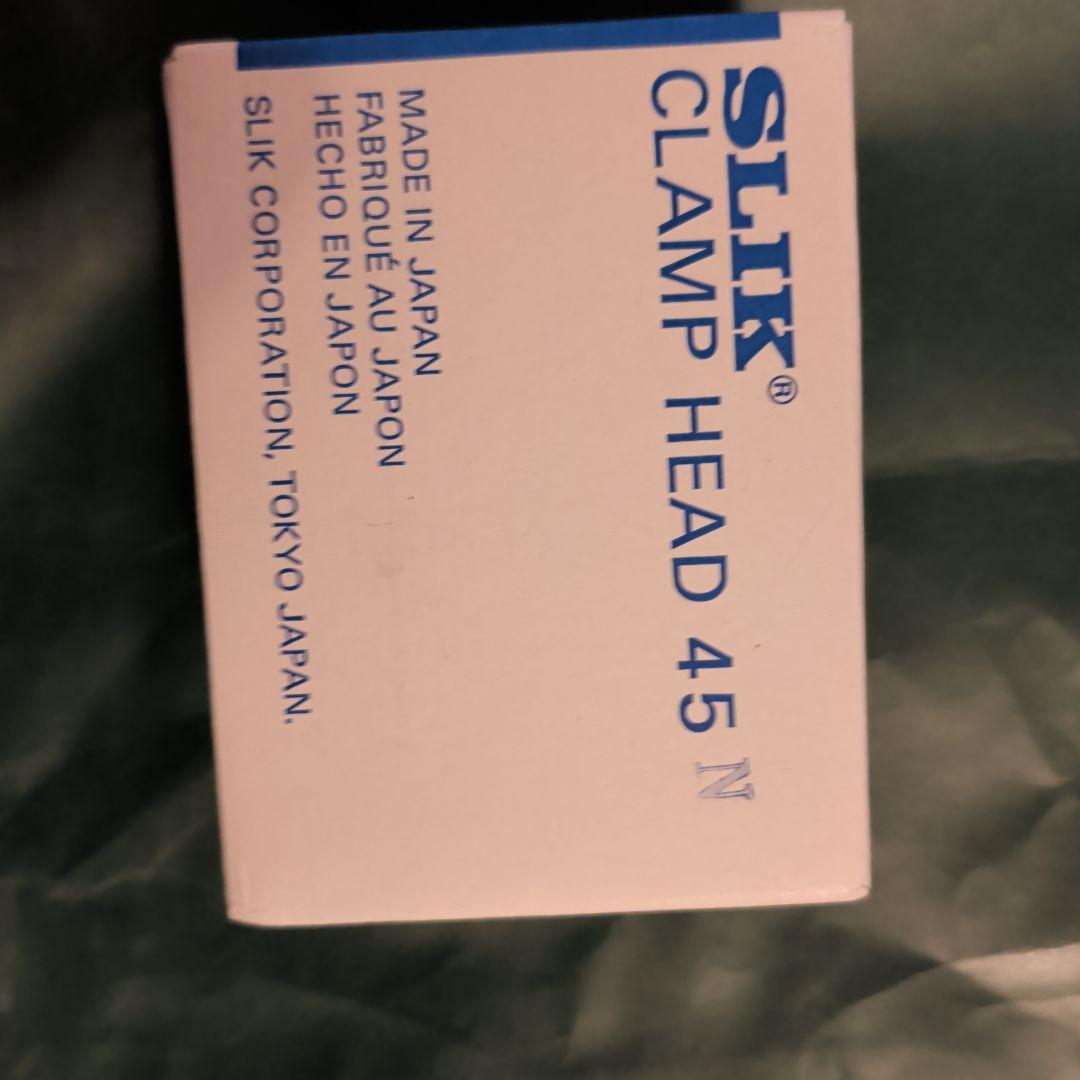 SLIK®
CLAMP HEAD 45 N
MADE IN JAPAN
FABRIQUÉ AU JAPON
HECHO EN JAPON
SLIK CORPORATION, TOKYO JAPAN.